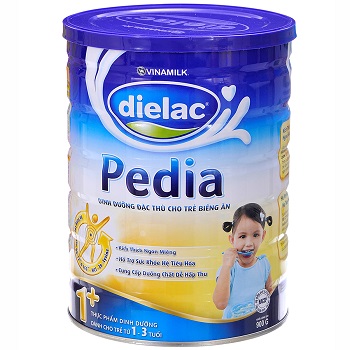 VINAMILK
dielac
Pedia
DINH DƯỠNG ĐẶC THÙ CHO TRẺ BIẾNG ĂN
Kích Thích Ngon Miệng
Hỗ Trợ Sức Khỏe Hệ Tiêu Hóa
Cung Cấp Dưỡng Chất Dễ Hấp Thu
1+
THỰC PHẨM DINH DƯỠNG
DÀNH CHO TRẺ TỪ 1-3 TUỔI
900 G